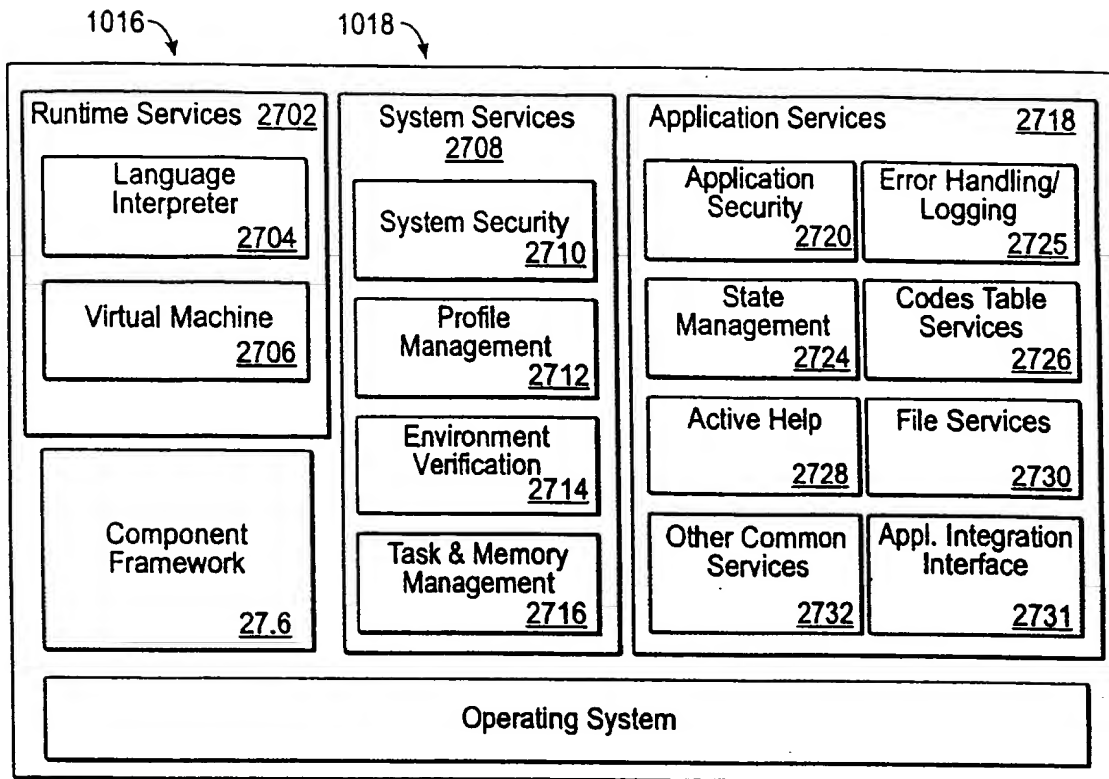 1016
1018
Runtime Services 2702
Language
Interpreter
2704
Virtual Machine
2706
Component
Framework
27.6
System Services
2708
System Security
2710
Profile
Management
2712
Environment
Verification
2714
Task & Memory
Management
2716
Application Services 2718
Application
Security
2720
Error Handling/
Logging
2725
State
Management
2724
Codes Table
Services
2726
Active Help
2728
File Services
2730
Other Common
Services
2732
Appl. Integration
Interface
2731
Operating System